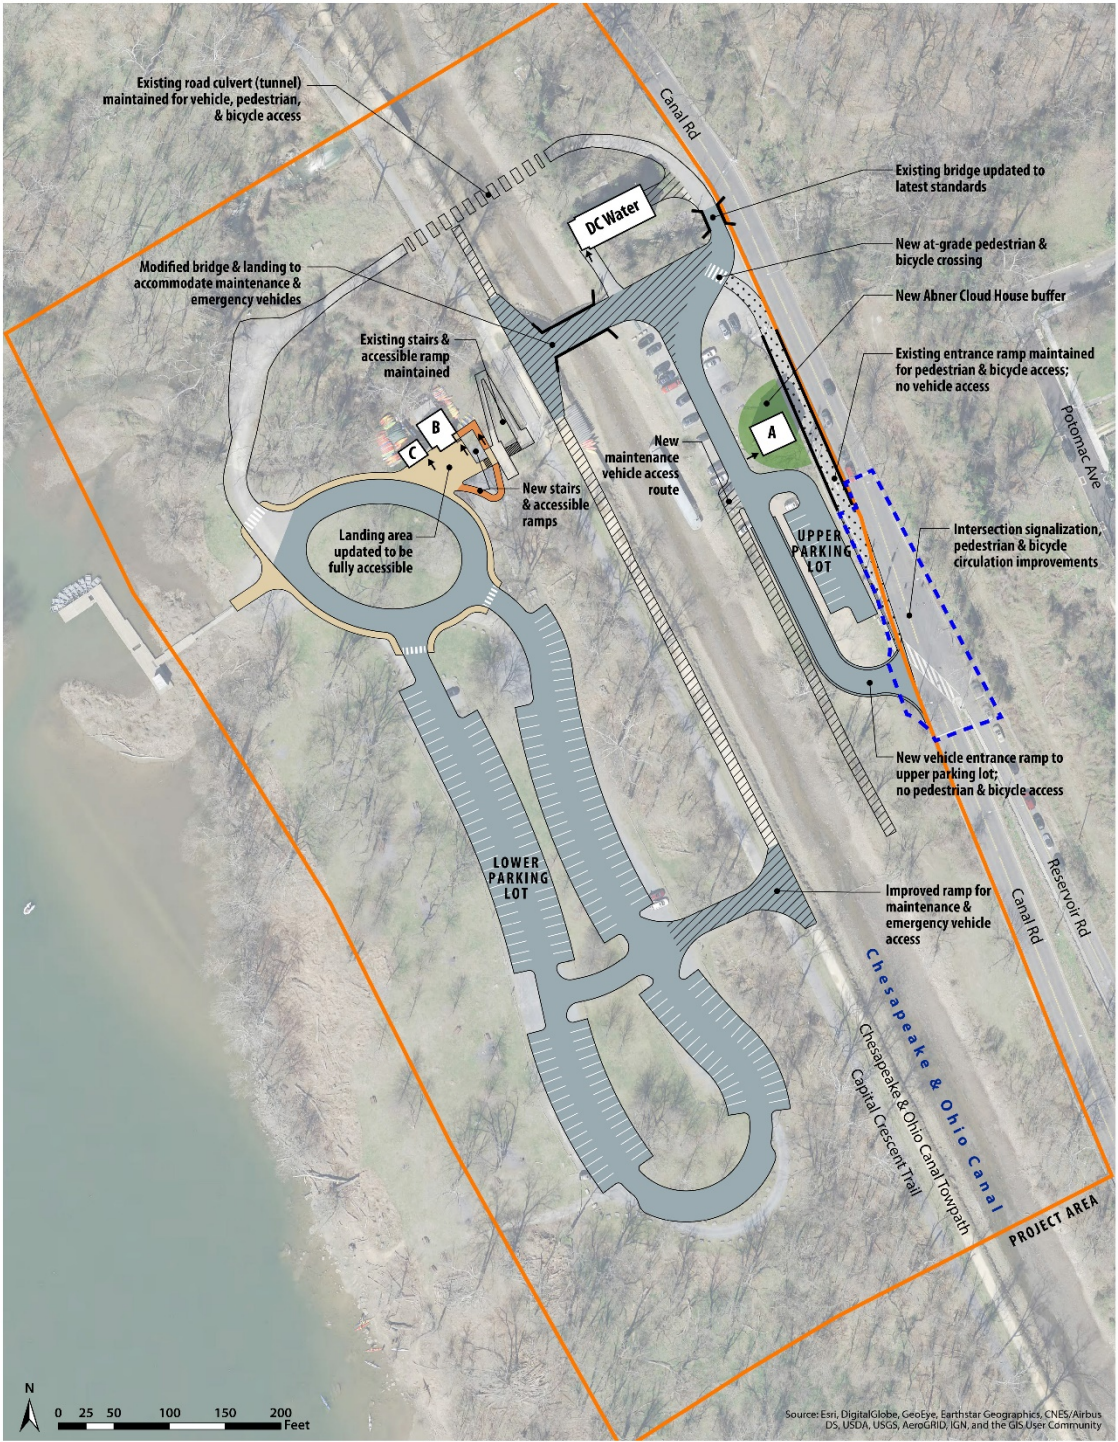 Existing road culvert (tunnel)
maintained for vehicle, pedestrian,
& bicycle access
Canal Rd
Existing bridge updated to
latest standards
DC Water
New at-grade pedestrian &
bicycle crossing
Modified bridge & landing to
accommodate maintenance &
emergency vehicles
New Abner Cloud House buffer
Existing stairs &
accessible ramp
maintained
Existing entrance ramp maintained
for pedestrian & bicycle access;
no vehicle access
Potomac Ave
B
C
A
New
maintenance
vehicle access
route
New stairs
& accessible
ramps
Landing area
updated to be
fully accessible
UPPER
PARKING
LOT
Intersection signalization,
pedestrian & bicycle
circulation improvements
New vehicle entrance ramp to
upper parking lot;
no pedestrian & bicycle access
LOWER
PARKING
LOT
Improved ramp for
maintenance &
emergency vehicle
access
Canal Rd
Reservoir Rd
Chesapeake & Ohio Canal
Chesapeake & Ohio Canal Towpath
Capital Crescent Trail
PROJECT AREA
N
0 25 50 100 150 200
Feet
Source: Esri, DigitalGlobe, GeoEye, Earthstar Geographics, CNES/Airbus
DS, USDA, USGS, AeroGRID, IGN, and the GIS User Community